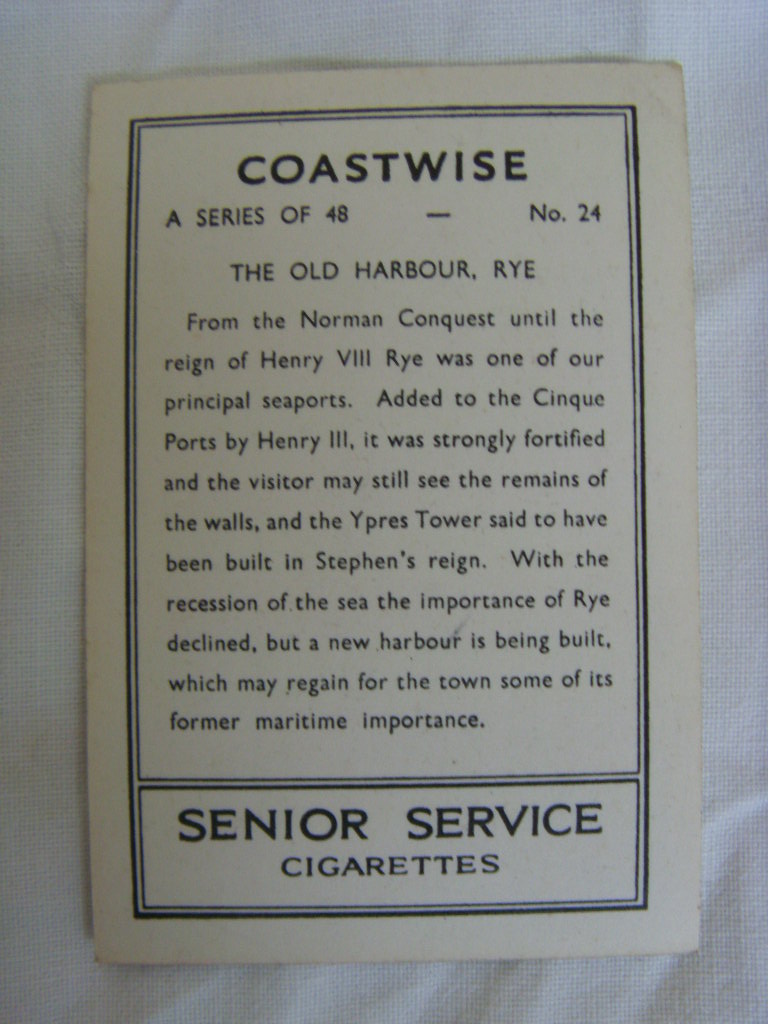 COASTWISE
A SERIES OF 48 — No. 24
THE OLD HARBOUR, RYE
From the Norman Conquest until the
reign of Henry VIII Rye was one of our
principal seaports. Added to the Cinque
Ports by Henry III, it was strongly fortified
and the visitor may still see the remains of
the walls, and the Ypres Tower said to have
been built in Stephen's reign. With the
recession of the sea the importance of Rye
declined, but a new harbour is being built,
which may regain for the town some of its
former maritime importance.
SENIOR SERVICE
CIGARETTES